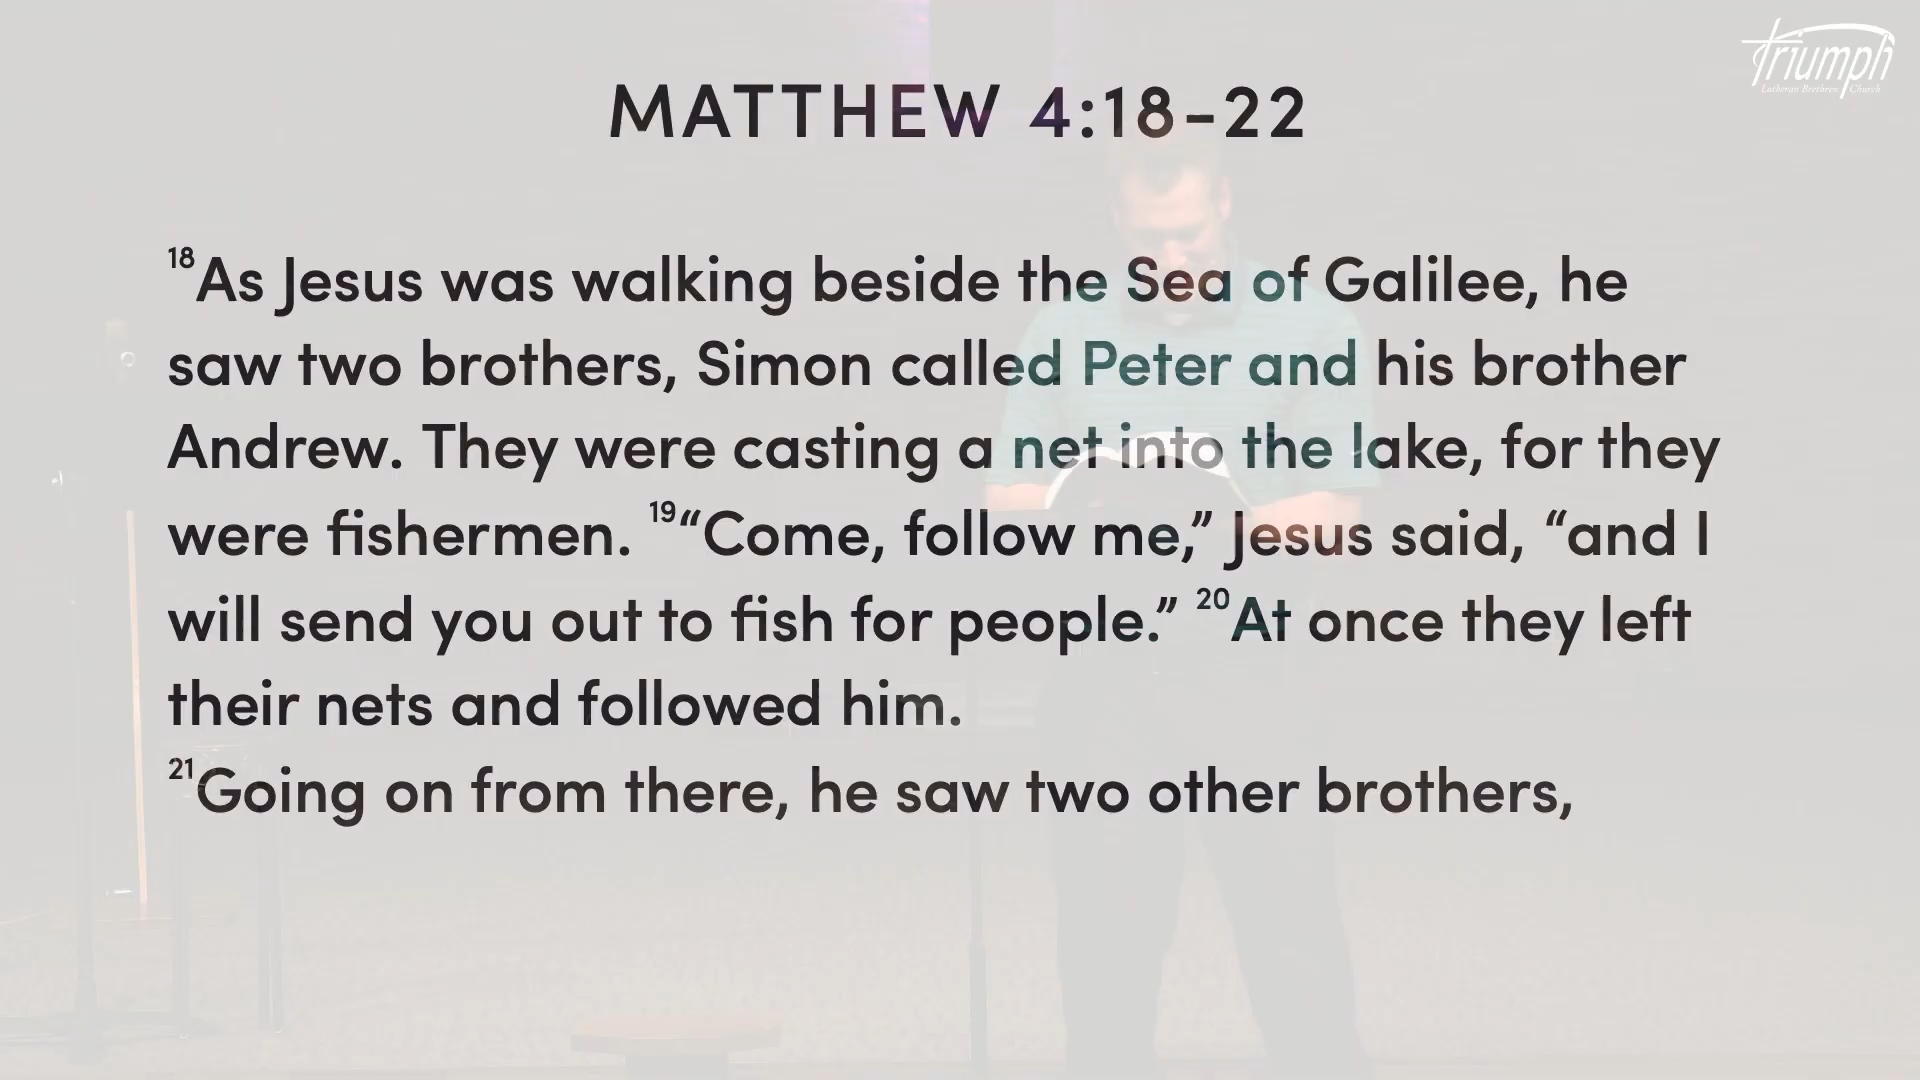 triumph
Lutheran Brethren Church
MATTHEW 4:18-22
18As Jesus was walking beside the Sea of Galilee, he
saw two brothers, Simon called Peter and his brother
Andrew. They were casting a net into the lake, for they
were fishermen. 19“Come, follow me,” Jesus said, “and I
will send you out to fish for people.” 20At once they left
their nets and followed him.
21Going on from there, he saw two other brothers,